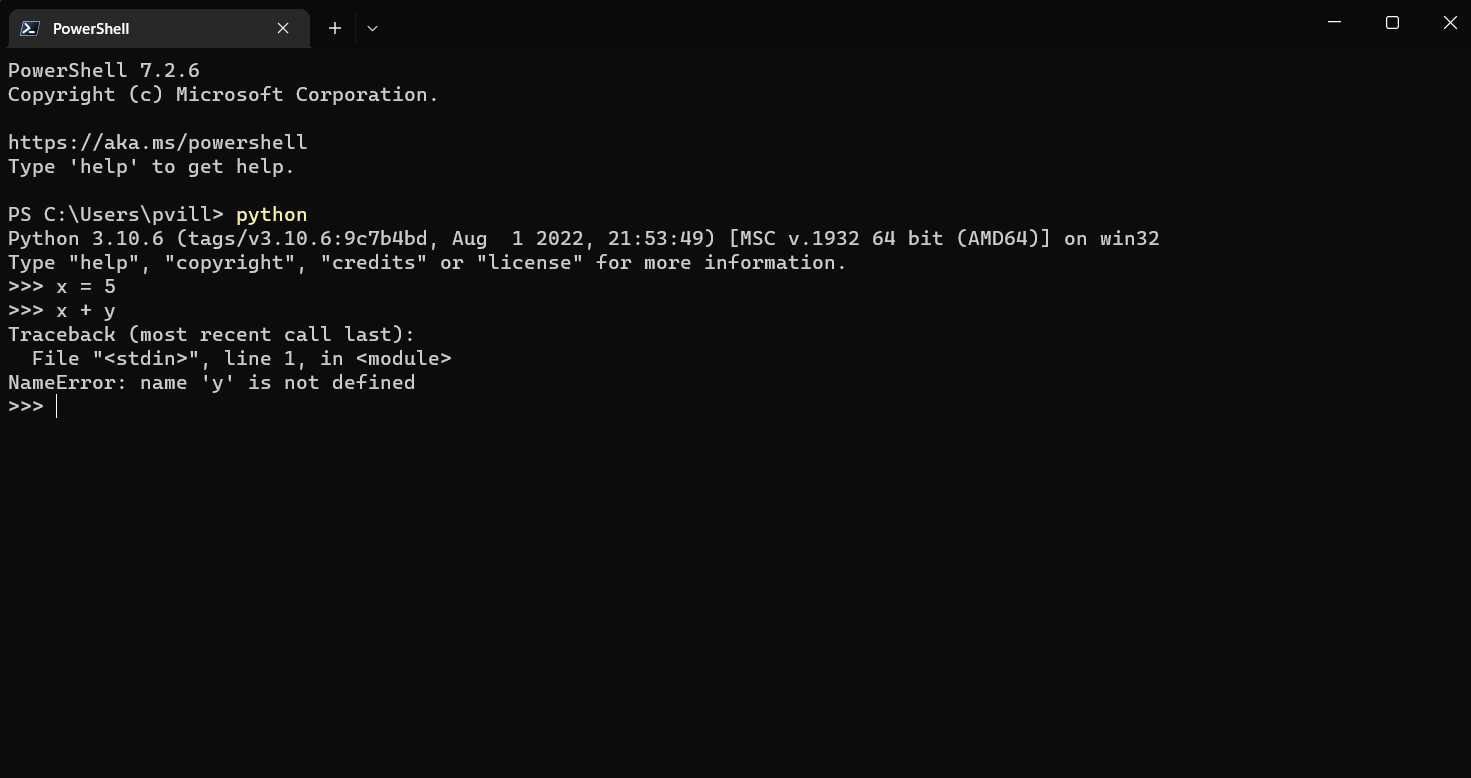 PowerShell
PowerShell 7.2.6
Copyright (c) Microsoft Corporation.
https://aka.ms/powershell
Type 'help' to get help.
PS C:\Users\pvill> python
Python 3.10.6 (tags/v3.10.6:9c7b4bd, Aug  1 2022, 21:53:49) [MSC v.1932 64 bit (AMD64)] on win32
Type "help", "copyright", "credits" or "license" for more information.
>>> x = 5
>>> x + y
Traceback (most recent call last):
  File "<stdin>", line 1, in <module>
NameError: name 'y' is not defined
>>>